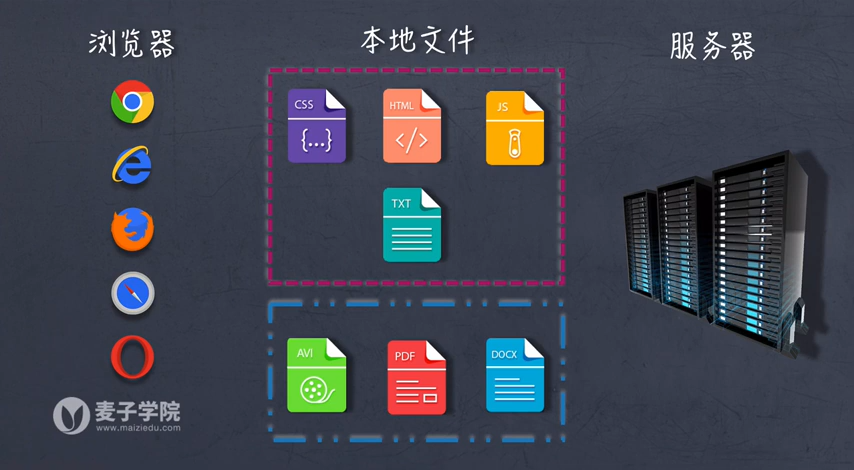 浏览器
本地文件
服务器
CSS
HTML
JS
{...}
</>
TXT
AVI
PDF
DOCX
麦子学院
www.maiziedu.com